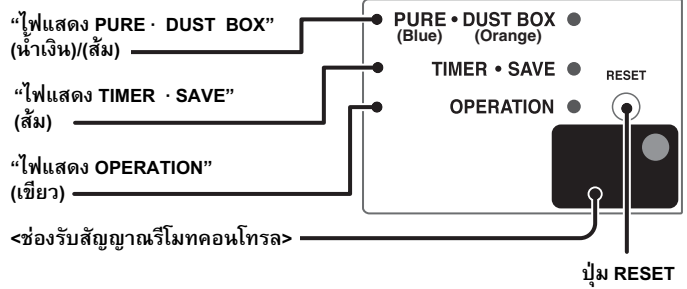 “ไฟแสดง PURE · DUST BOX”
(น้ำเงิน)/(ส้ม)
“ไฟแสดง TIMER · SAVE”
(ส้ม)
“ไฟแสดง OPERATION”
(เขียว)
<ช่องรับสัญญาณรีโมทคอนโทรล>
PURE • DUST BOX
(Blue) (Orange)
TIMER • SAVE
RESET
OPERATION
ปุ่ม RESET